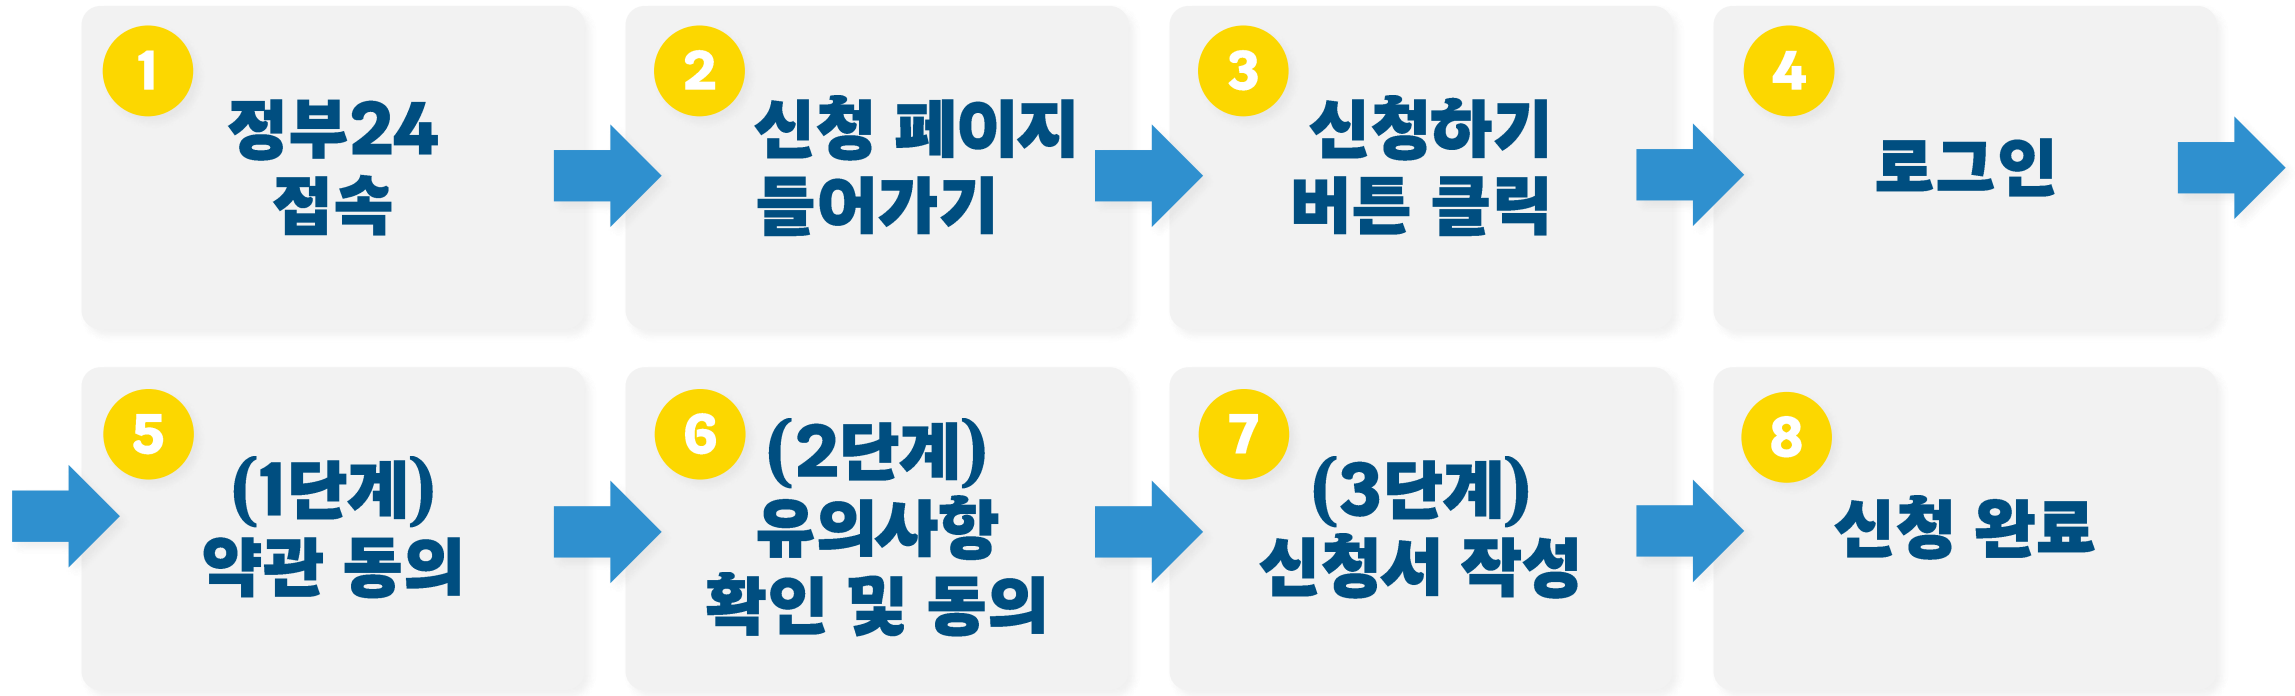 1
정부24
접속
2
신청 페이지
들어가기
3
신청하기
버튼 클릭
4
로그인
5
(1단계)
약관 동의
6
(2단계)
유의사항
확인 및 동의
7
(3단계)
신청서 작성
8
신청 완료